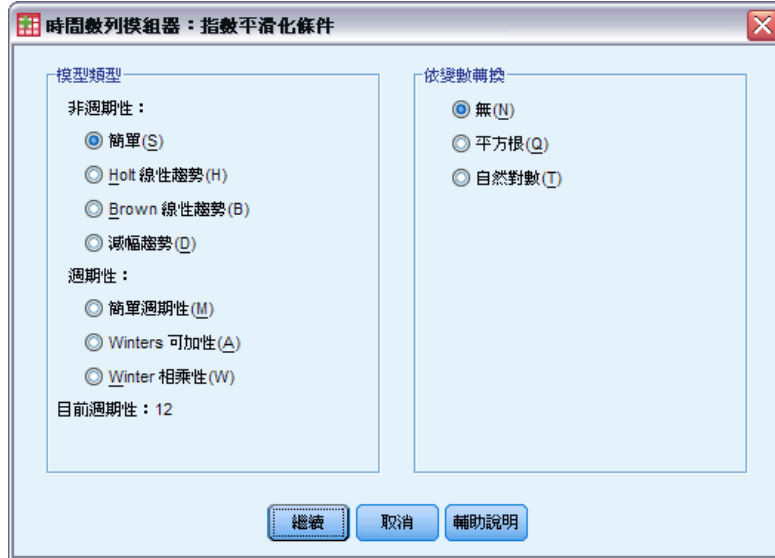 時間數列模組器：指數平滑化條件
模型類型
非週期性：
簡單(S)
Holt 線性趨勢(H)
Brown 線性趨勢(B)
減幅趨勢(D)
週期性：
簡單週期性(M)
Winters 可加性(A)
Winter 相乘性(W)
目前週期性：12
依變數轉換
無(N)
平方根(Q)
自然對數(T)
繼續
取消
輔助說明